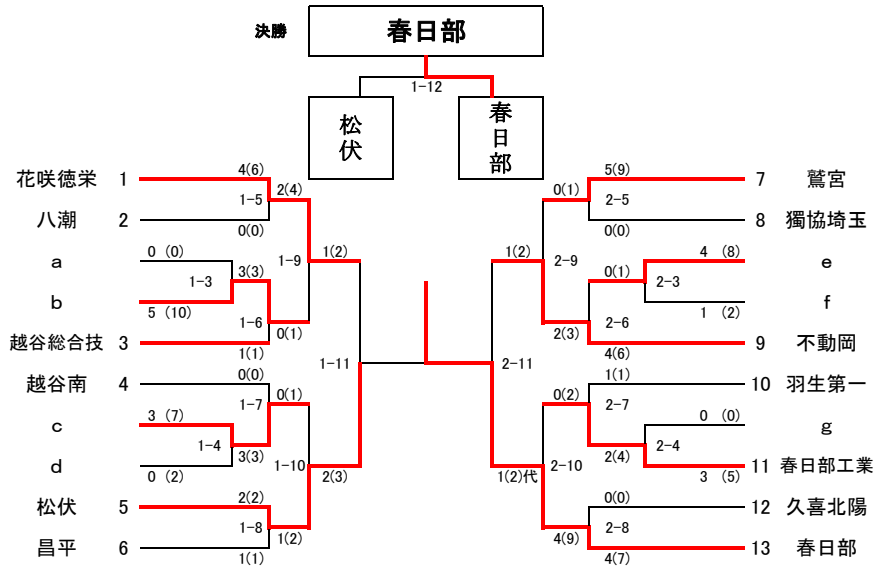 決勝
春日部
1-12
松伏
春日部
花咲徳栄 1
八潮 2
a
b
越谷総合技 3
越谷南 4
c
d
松伏 5
昌平 6
4(6)
1-5
0(0)
2(4)
0 (0)
1-3
5 (10)
3(3)
1-6
1(1)
0(1)
1-9
1(2)
0(0)
1-7
3 (7)
1-4
0 (2)
3(3)
0(1)
1-10
2(2)
1-8
1(1)
1(2)
2(3)
1-11
7 鷲宮
8 獨協埼玉
e
f
9 不動岡
10 羽生第一
g
11 春日部工業
12 久喜北陽
13 春日部
5(9)
2-5
0(0)
0(1)
4 (8)
2-3
1 (2)
0(1)
2-6
4(6)
2(3)
2-9
1(2)
1(1)
2-7
0 (0)
2-4
3 (5)
2(4)
0(2)
2-10
0(0)
2-8
4(7)
4(9)
1(2)代
2-11